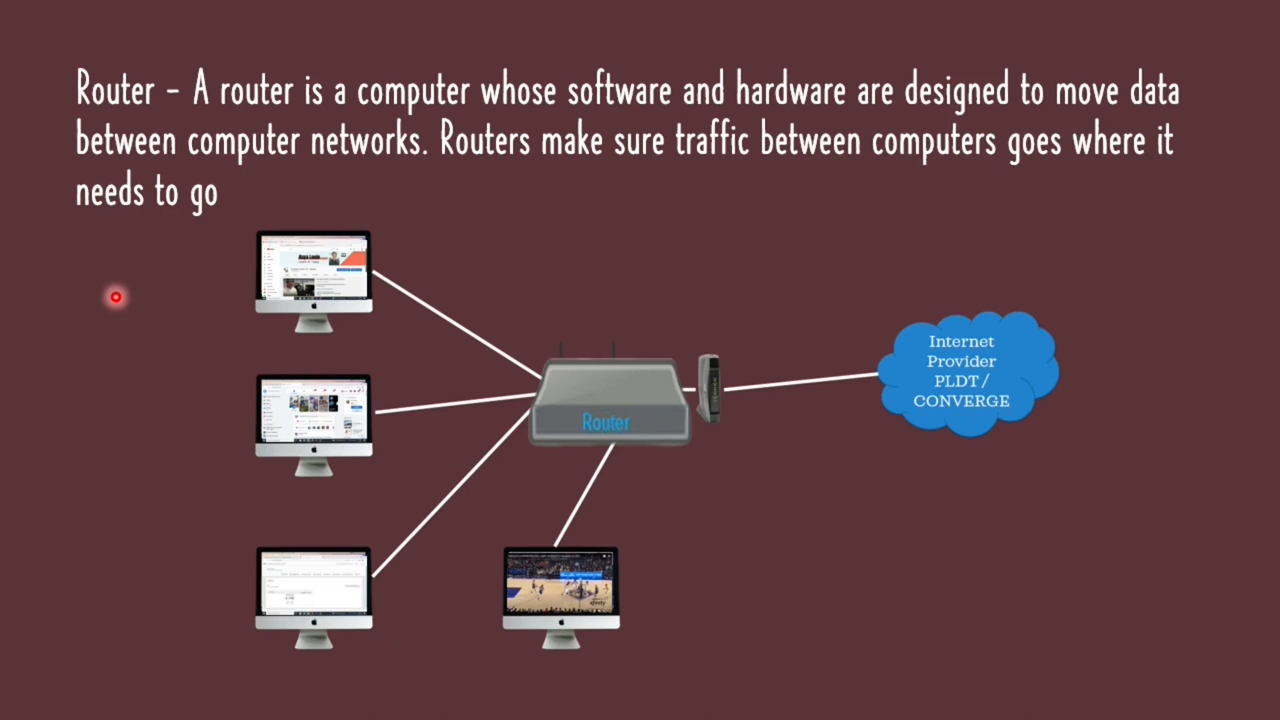 Router - A router is a computer whose software and hardware are designed to move data
between computer networks. Routers make sure traffic between computers goes where it
needs to go
Internet
Provider
PLDT /
CONVERGE
Router